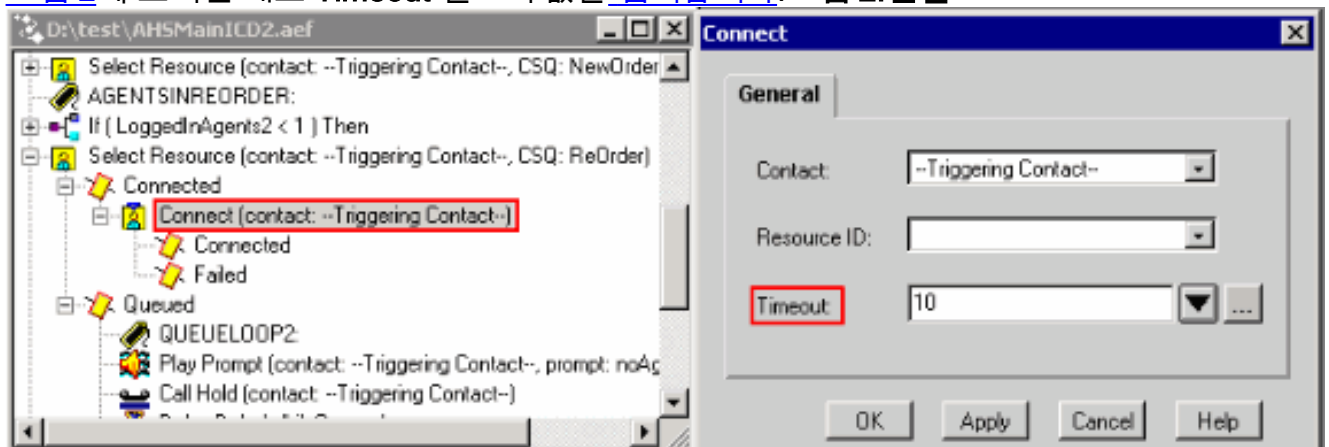 Timeout
D:\test\AHSMainICD2.aef
Select Resource (contact: --Triggering Contact--, CSQ: NewOrder
AGENTSINREORDER:
If ( LoggedInAgents2 < 1 ) Then
Select Resource (contact: --Triggering Contact--, CSQ: ReOrder)
Connected
Connect (contact: --Triggering Contact--)
Connected
Failed
Queued
QUEUELOOP2:
Play Prompt (contact: --Triggering Contact--, prompt: noAg
Call Hold (contact: --Triggering Contact--)
Connect
General
Contact:
--Triggering Contact--
Resource ID:
Timeout:
10
...
OK
Apply
Cancel
Help